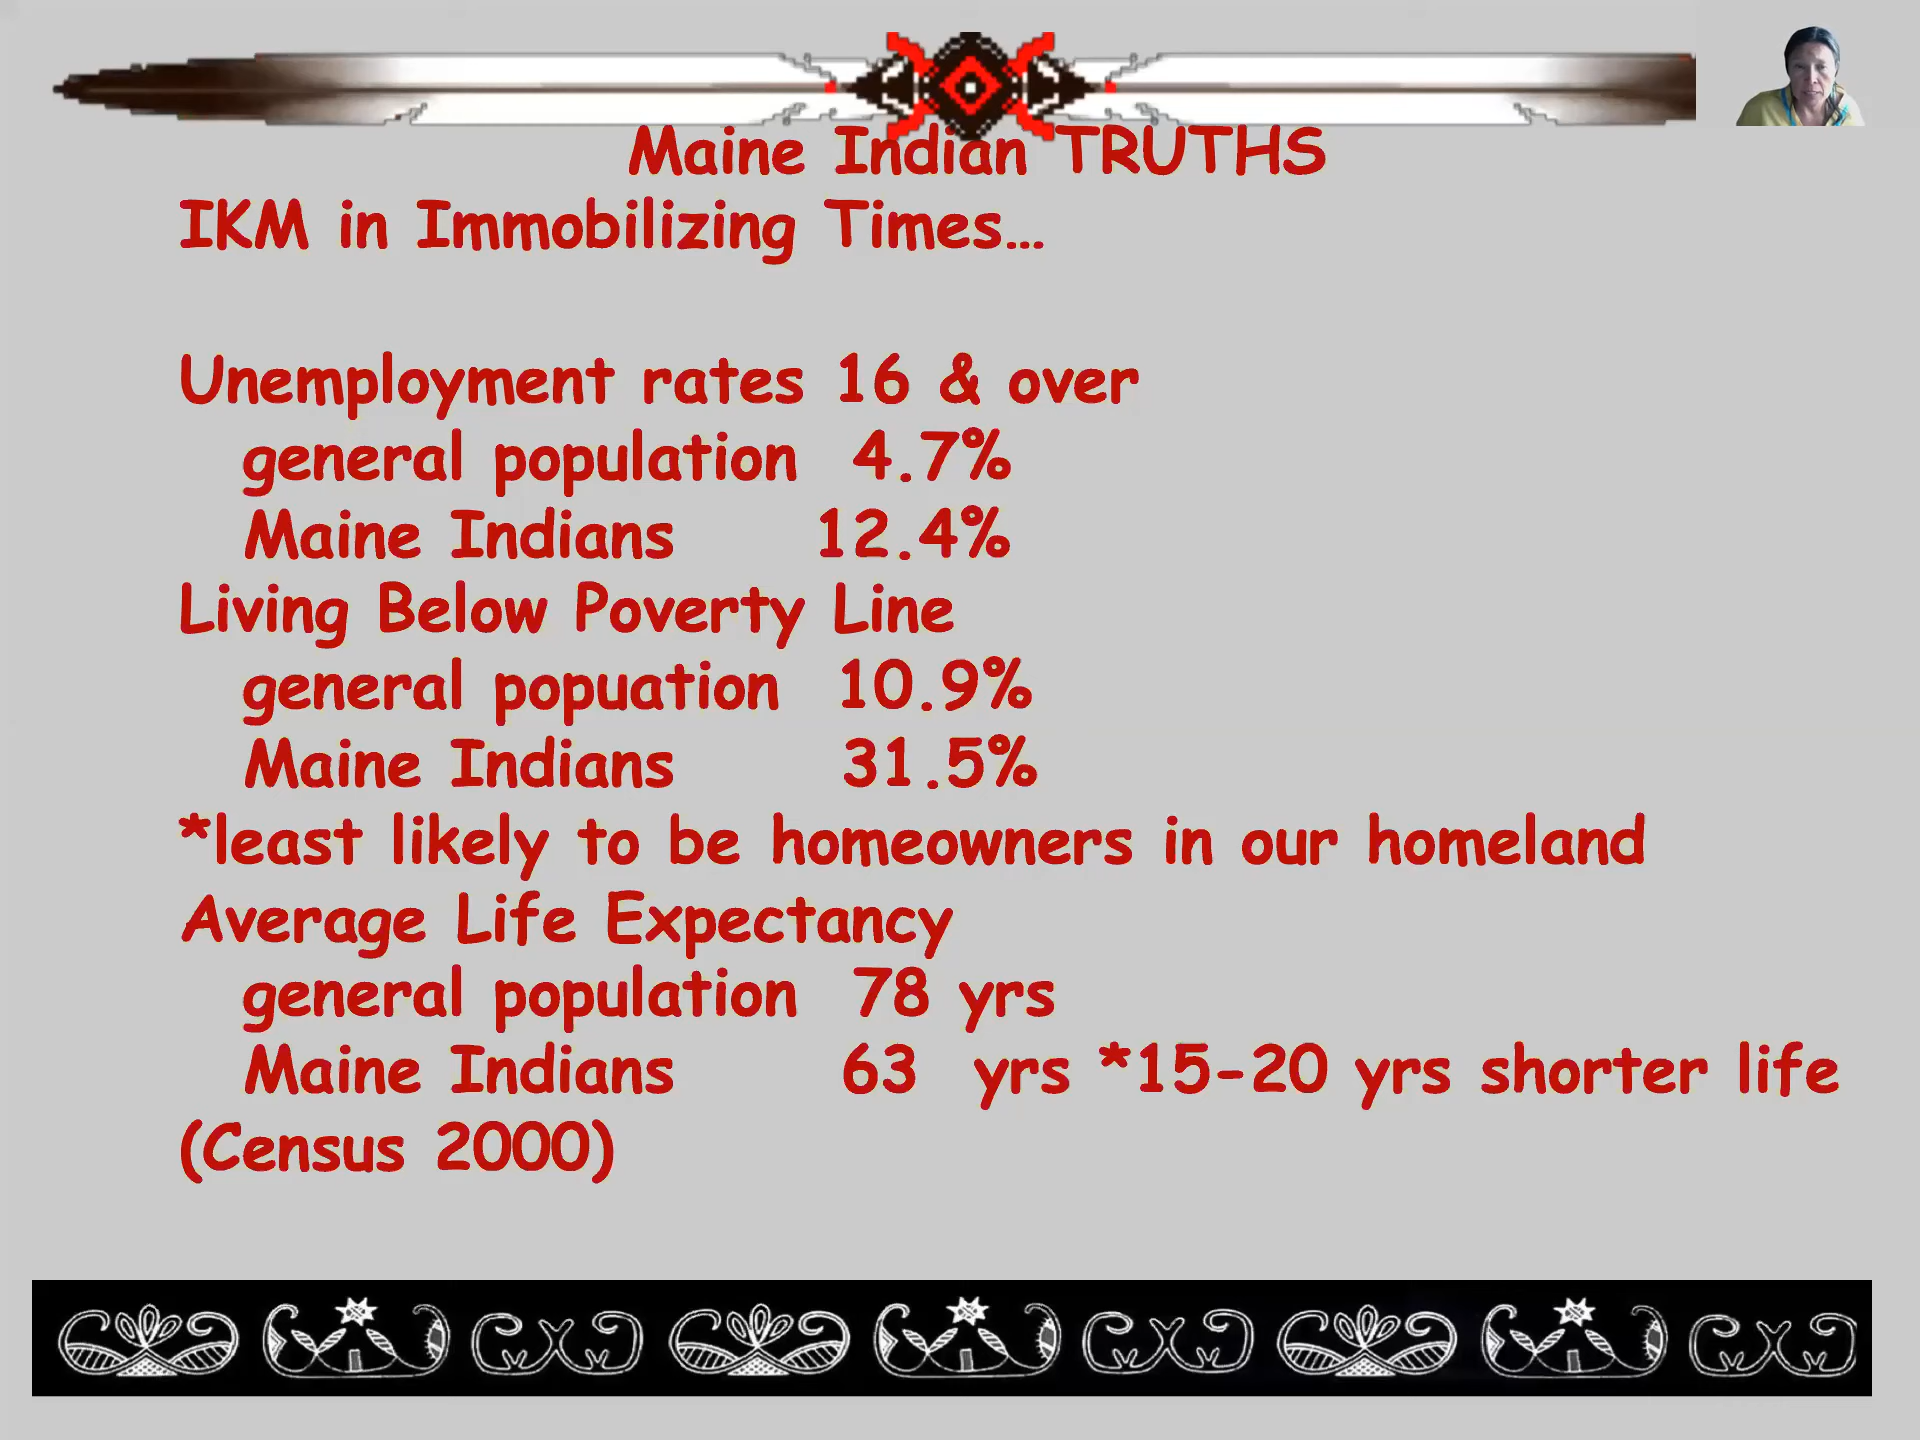 Maine Indian TRUTHS
IKM in Immobilizing Times...
Unemployment rates 16 & over
general population 4.7%
Maine Indians 12.4%
Living Below Poverty Line
general popuation 10.9%
Maine Indians 31.5%
*least likely to be homeowners in our homeland
Average Life Expectancy
general population 78 yrs
Maine Indians 63 yrs *15-20 yrs shorter life
(Census 2000)